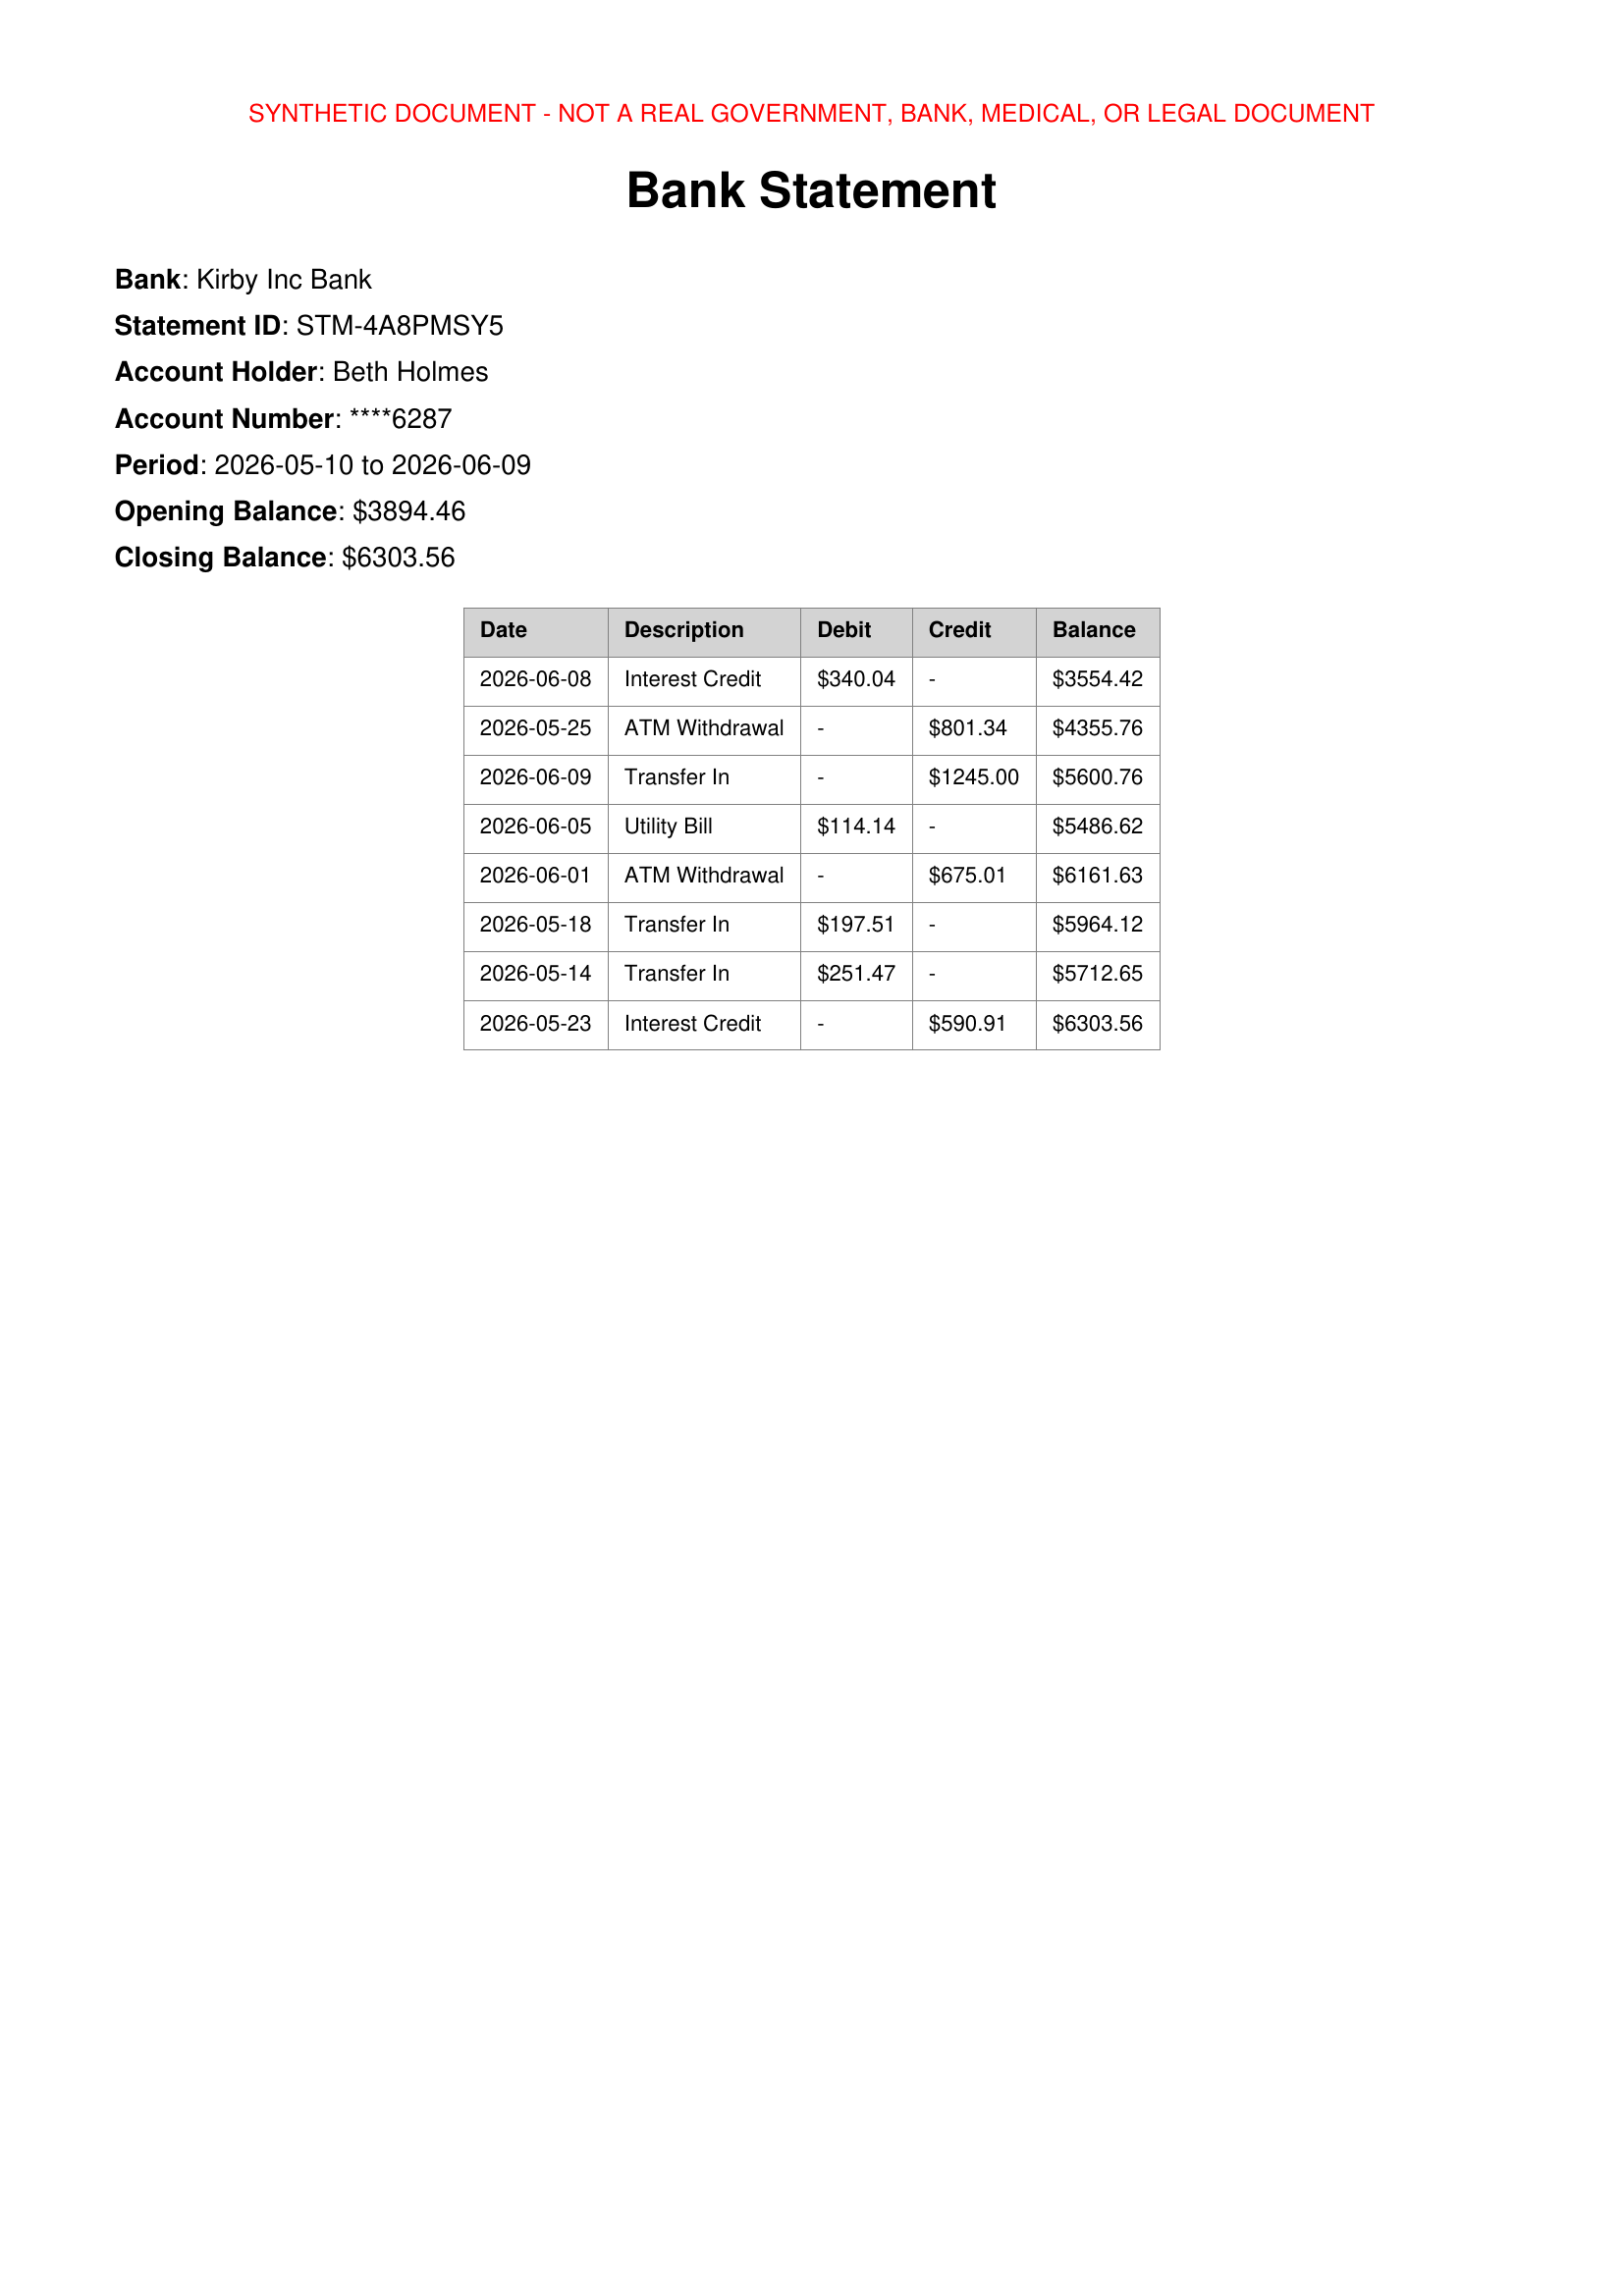 SYNTHETIC DOCUMENT - NOT A REAL GOVERNMENT, BANK, MEDICAL, OR LEGAL DOCUMENT
Bank Statement
Bank: Kirby Inc Bank
Statement ID: STM-4A8PMSY5
Account Holder: Beth Holmes
Account Number: ****6287
Period: 2026-05-10 to 2026-06-09
Opening Balance: $3894.46
Closing Balance: $6303.56
Date Description Debit Credit Balance
2026-06-08 Interest Credit $340.04 - $3554.42
2026-05-25 ATM Withdrawal - $801.34 $4355.76
2026-06-09 Transfer In - $1245.00 $5600.76
2026-06-05 Utility Bill $114.14 - $5486.62
2026-06-01 ATM Withdrawal - $675.01 $6161.63
2026-05-18 Transfer In $197.51 - $5964.12
2026-05-14 Transfer In $251.47 - $5712.65
2026-05-23 Interest Credit - $590.91 $6303.56